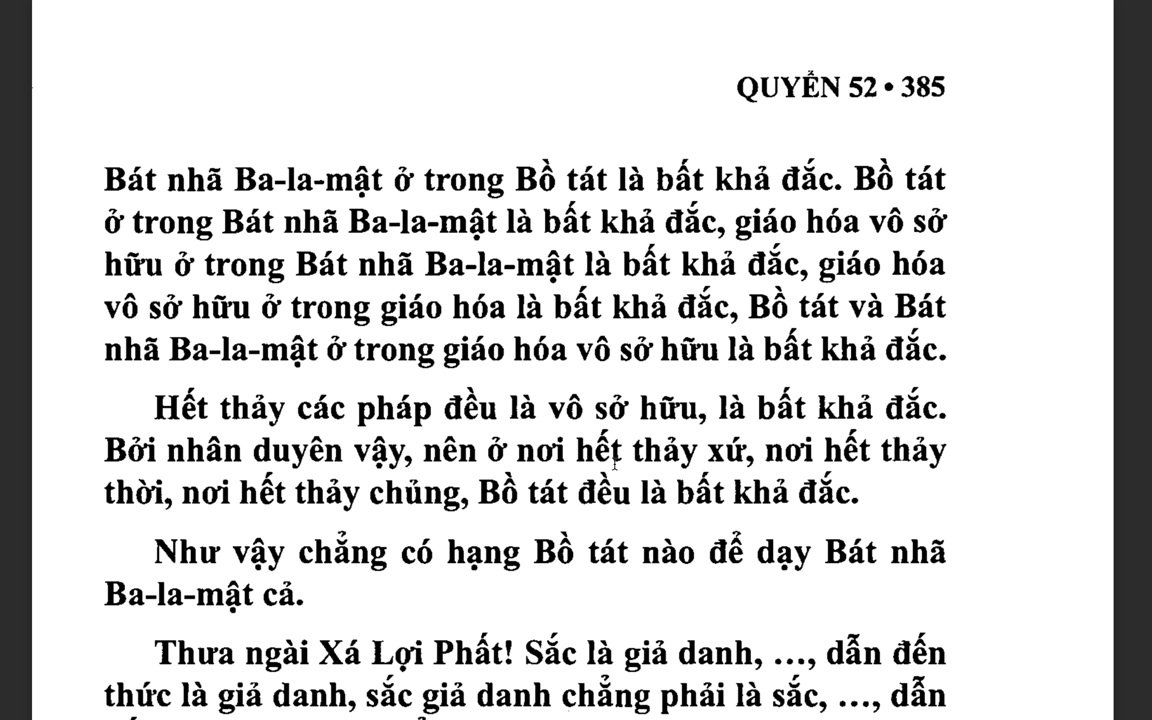 QUYỂN 52 • 385
Bát nhã Ba-la-mật ở trong Bồ tát là bất khả đắc. Bồ tát
ở trong Bát nhã Ba-la-mật là bất khả đắc, giáo hóa vô sở
hữu ở trong Bát nhã Ba-la-mật là bất khả đắc, giáo hóa
vô sở hữu ở trong giáo hóa là bất khả đắc, Bồ tát và Bát
nhã Ba-la-mật ở trong giáo hóa vô sở hữu là bất khả đắc.
Hết thảy các pháp đều là vô sở hữu, là bất khả đắc.
Bởi nhân duyên vậy, nên ở nơi hết thảy xứ, nơi hết thảy
thời, nơi hết thảy chủng, Bồ tát đều là bất khả đắc.
Như vậy chẳng có hạng Bồ tát nào để dạy Bát nhã
Ba-la-mật cả.
Thưa ngài Xá Lợi Phất! Sắc là giả danh, ..., dẫn đến
thức là giả danh, sắc giả danh chẳng phải là sắc, ..., dẫn